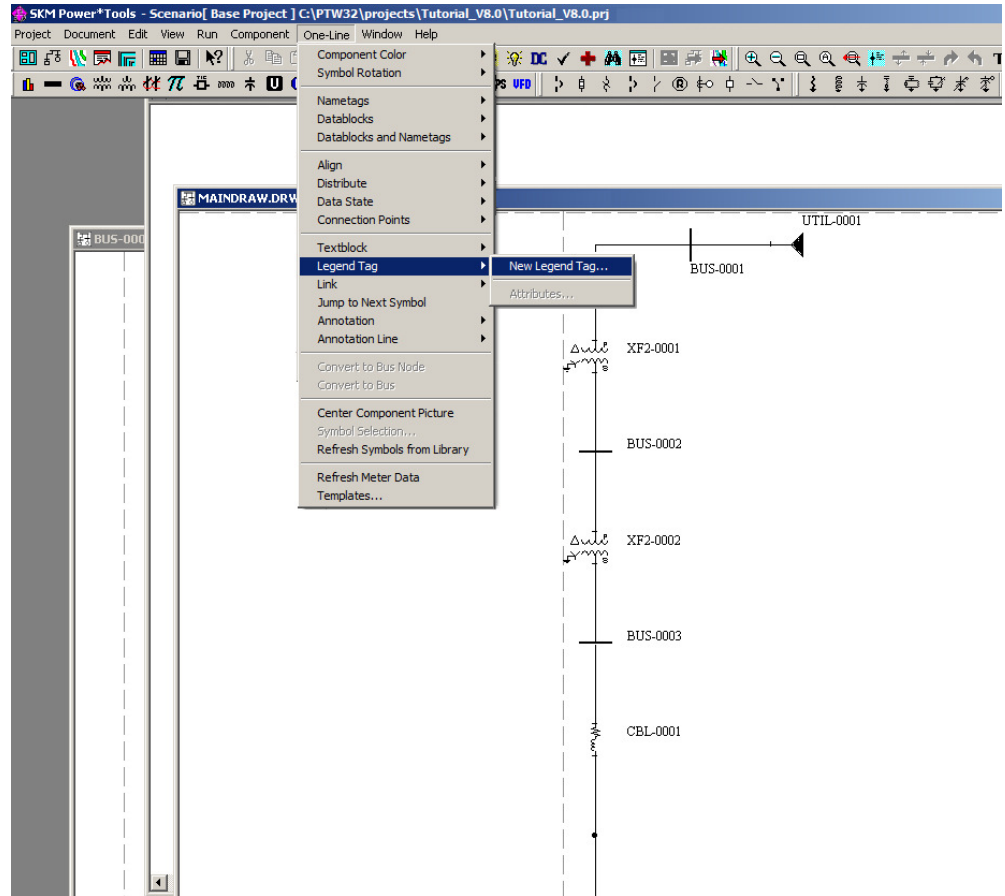 SKM Power*Tools - Scenario[ Base Project ] C:\PTW32\projects\Tutorial_V8.0\Tutorial_V8.0.prj
Project Document Edit View Run Component One-Line Window Help
DC
U
PS VFD
R
Component Color
Symbol Rotation
Nametags
Datablocks
Datablocks and Nametags
Align
Distribute
Data State
Connection Points
Textblock
Legend Tag
Link
Jump to Next Symbol
Annotation
Annotation Line
Convert to Bus Node
Convert to Bus
Center Component Picture
Symbol Selection...
Refresh Symbols from Library
Refresh Meter Data
Templates...
New Legend Tag...
Attributes...
MAINDRAW.DRW
BUS-000
UTIL-0001
BUS-0001
XF2-0001
S
BUS-0002
XF2-0002
S
BUS-0003
CBL-0001